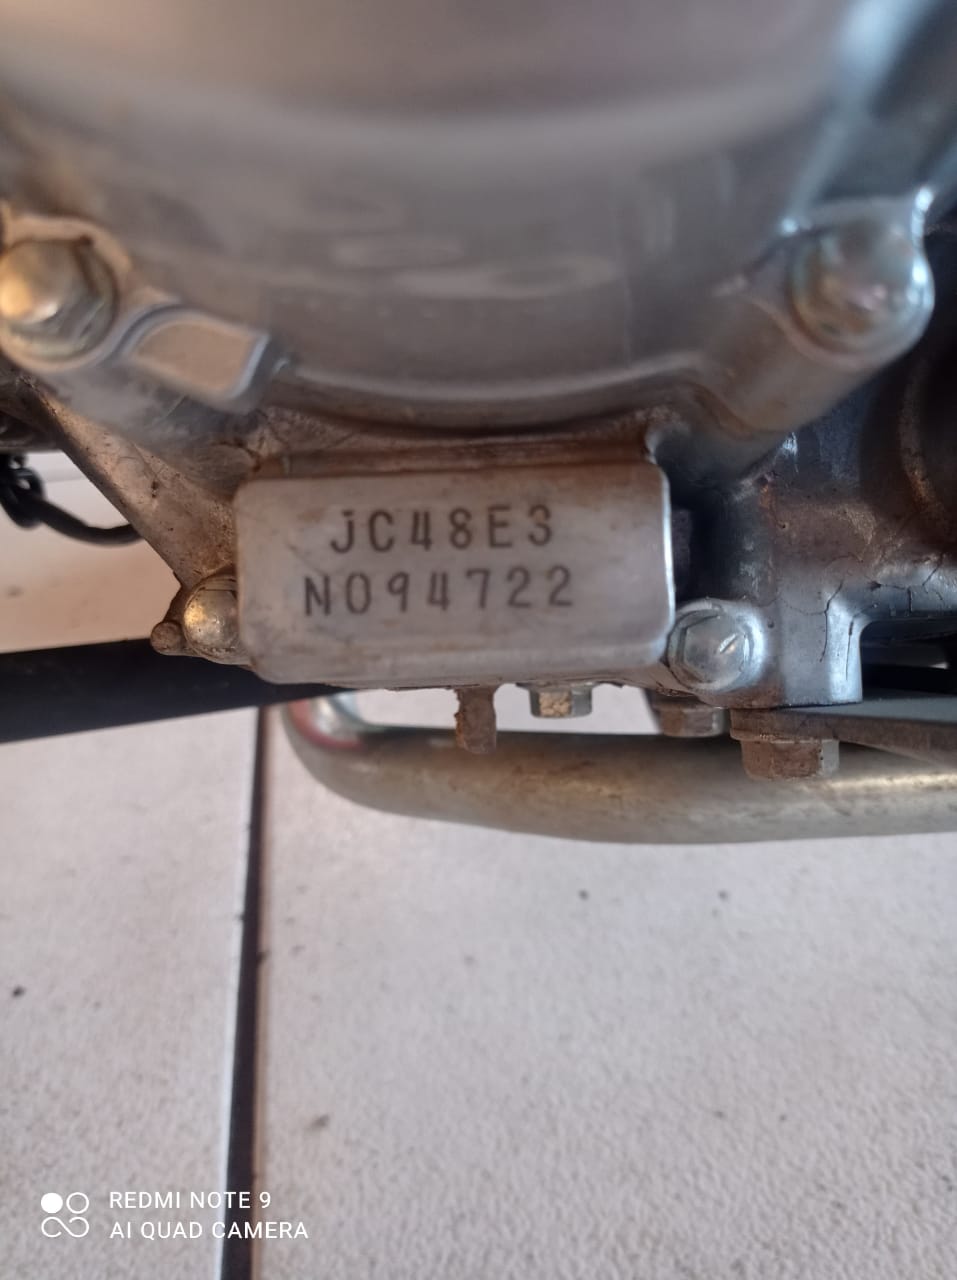 JC48E3
N094722
REDMI NOTE 9
AI QUAD CAMERA